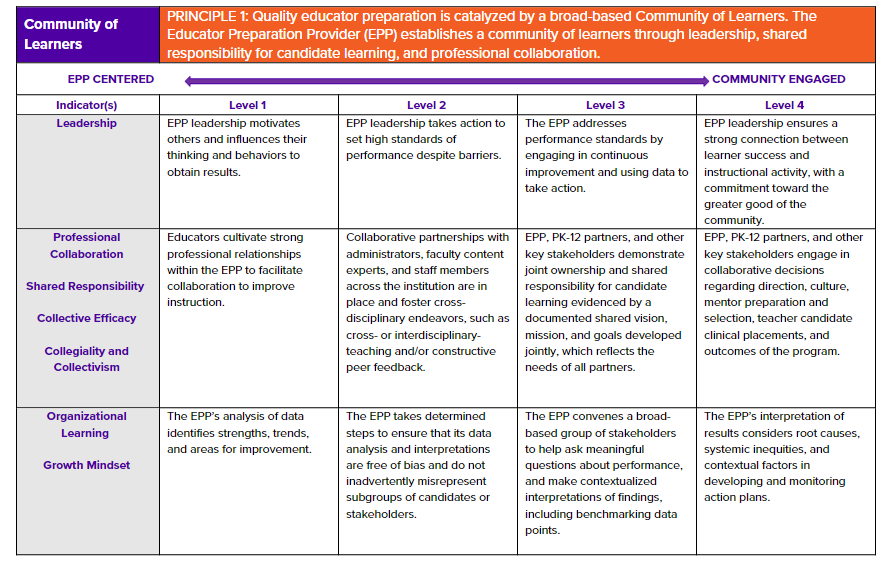 Community of
Learners
PRINCIPLE 1: Quality educator preparation is catalyzed by a broad-based Community of Learners. The
Educator Preparation Provider (EPP) establishes a community of learners through leadership, shared
responsibility for candidate learning, and professional collaboration.
EPP CENTERED
COMMUNITY ENGAGED
Indicator(s)
Level 1
Level 2
Level 3
Level 4
Leadership
EPP leadership motivates
others and influences their
thinking and behaviors to
obtain results.
EPP leadership takes action to
set high standards of
performance despite barriers.
The EPP addresses
performance standards by
engaging in continuous
improvement and using data to
take action.
EPP leadership ensures a
strong connection between
learner success and
instructional activity, with a
commitment toward the
greater good of the
community.
Professional
Collaboration
Shared Responsibility
Collective Efficacy
Collegiality and
Collectivism
Educators cultivate strong
professional relationships
within the EPP to facilitate
collaboration to improve
instruction.
Collaborative partnerships with
administrators, faculty content
experts, and staff members
across the institution are in
place and foster cross-
disciplinary endeavors, such as
cross- or interdisciplinary-
teaching and/or constructive
peer feedback.
EPP, PK-12 partners, and other
key stakeholders demonstrate
joint ownership and shared
responsibility for candidate
learning evidenced by a
documented shared vision,
mission, and goals developed
jointly, which reflects the
needs of all partners.
EPP, PK-12 partners, and other
key stakeholders engage in
collaborative decisions
regarding direction, culture,
mentor preparation and
selection, teacher candidate
clinical placements, and
outcomes of the program.
Organizational
Learning
Growth Mindset
The EPP's analysis of data
identifies strengths, trends,
and areas for improvement.
The EPP takes determined
steps to ensure that its data
analysis and interpretations
are free of bias and do not
inadvertently misrepresent
subgroups of candidates or
stakeholders.
The EPP convenes a broad-
based group of stakeholders
to help ask meaningful
questions about performance,
and make contextualized
interpretations of findings,
including benchmarking data
points.
The EPP's interpretation of
results considers root causes,
systemic inequities, and
contextual factors in
developing and monitoring
action plans.